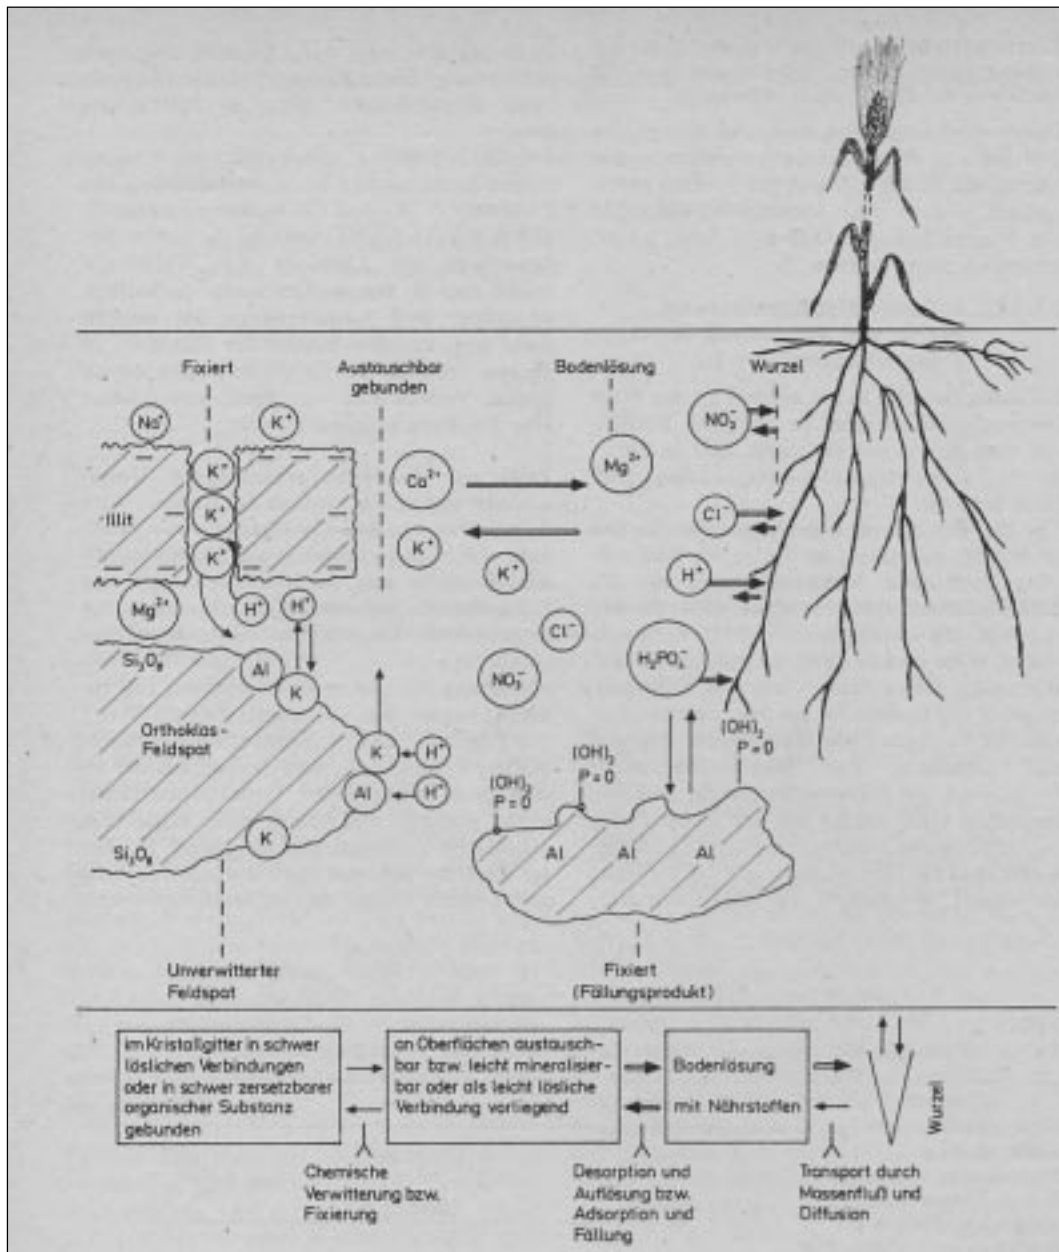 Fixiert
Austauschbar
gebunden
Bodenlösung
Wurzel
Na⁺
K⁺
NO₃⁻
K⁺
Ca²⁺
Mg²⁺
Illit
K⁺
Cl⁻
K⁺
K⁺
K⁺
H⁺
Mg²⁺
H⁺
H⁺
Cl⁻
Si₃O₈
Al
K
NO₃⁻
H₂PO₄⁻
Orthoklas-
Feldspat
K
H⁺
(OH)₂
P=O
(OH)₂
P=O
(OH)₂
P=O
Al
H⁺
K
Si₃O₈
Al
Al
Al
Unverwitterter
Feldspat
Fixiert
(Fällungsprodukt)
im Kristallgitter in schwer
löslichen Verbindungen
oder in schwer zersetzbarer
organischer Substanz
gebunden
an Oberflächen austausch-
bar bzw. leicht mineralisier-
bar oder als leicht lösliche
Verbindung vorliegend
Bodenlösung
mit Nährstoffen
Wurzel
Chemische
Verwitterung bzw.
Fixierung
Desorption und
Auflösung bzw.
Adsorption und
Fällung
Transport durch
Massenfluß und
Diffusion